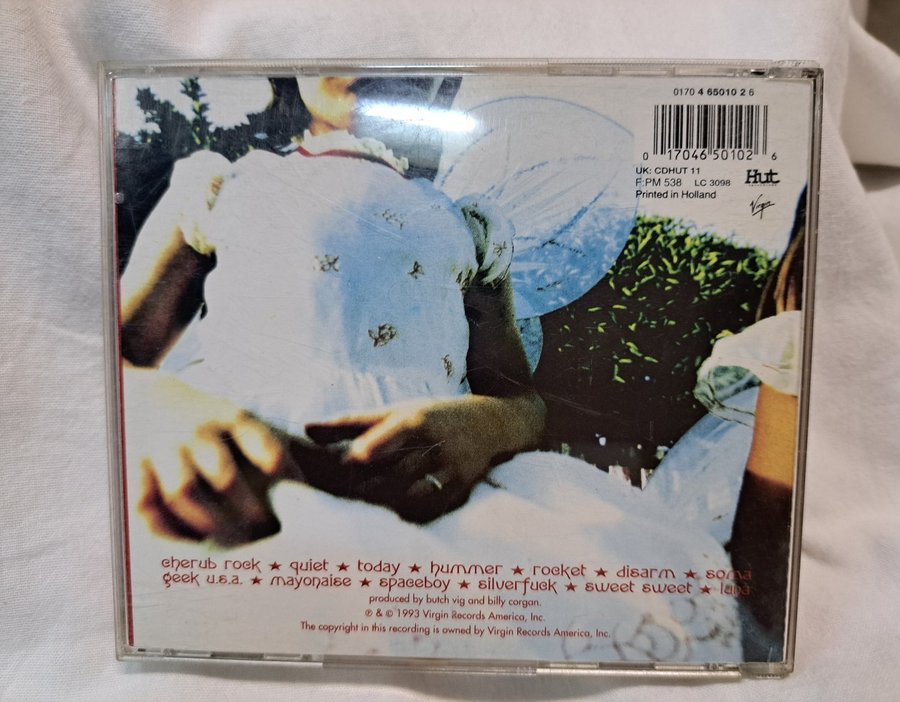 0170 4 65010 2 6
0 17046 50102 6
UK: CDHUT 11
F:PM 538 LC 3098
Printed in Holland
Hut
Virgin
cherub rock ★ quiet ★ today ★ hummer ★ rocket ★ disarm ★ soma
geek u.s.a. ★ mayonaise ★ spaceboy ★ silverfuck ★ sweet sweet ★ luna
produced by butch vig and billy corgan.
℗ & © 1993 Virgin Records America, Inc.
The copyright in this recording is owned by Virgin Records America, Inc.